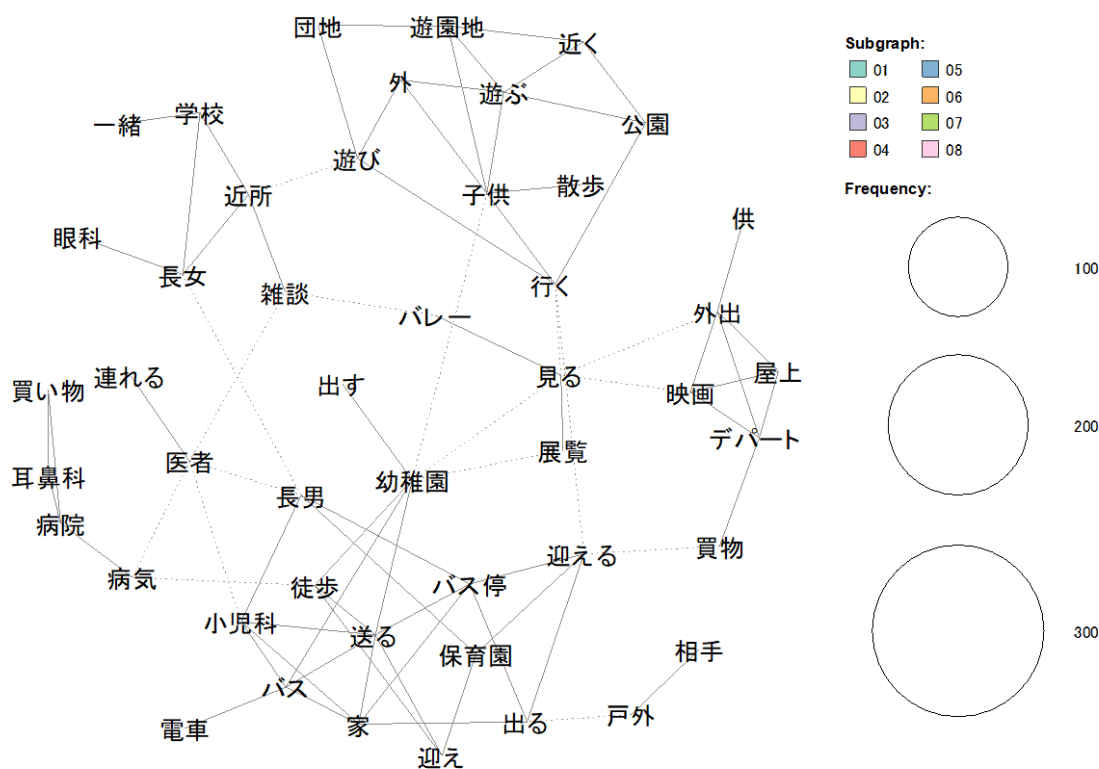 団地
遊園地
近く
外
遊ぶ
学校
一緒
公園
遊び
近所
子供
散歩
眼科
長女
雑談
行く
供
バレー
外出
見る
屋上
映画
買い物
連れる
出す
デパート
展覧
医者
耳鼻科
幼稚園
長男
病院
迎える
買物
病気
徒歩
バス停
小児科
送る
保育園
相手
バス
電車
家
出る
戸外
迎え
Subgraph:
01 05
02 06
03 07
04 08
Frequency:
100
200
300